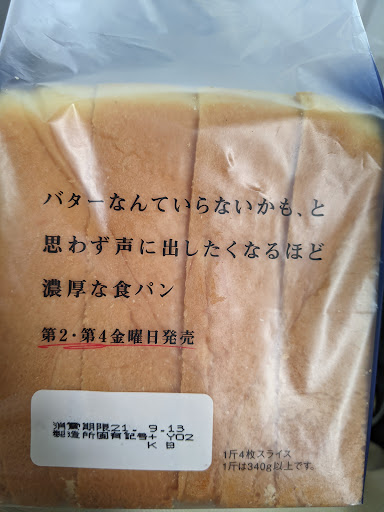 バターなんていらないかも、と
思わず声に出したくなるほど
濃厚な食パン
第2・第4金曜日発売
消費期限21. 9.13
製造所固有記号+ Y02
K B
1斤4枚スライス
1斤は340g以上です。